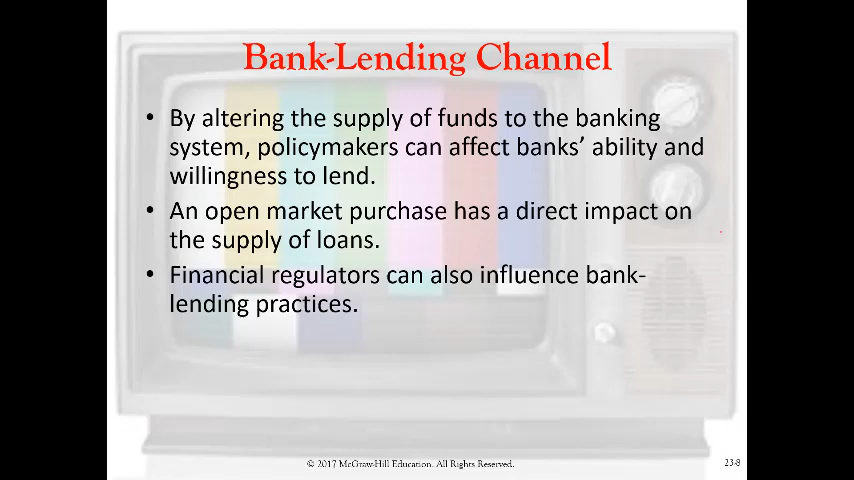 Bank-Lending Channel
• By altering the supply of funds to the banking
system, policymakers can affect banks’ ability and
willingness to lend.
• An open market purchase has a direct impact on
the supply of loans.
• Financial regulators can also influence bank-
lending practices.
© 2017 McGraw-Hill Education. All Rights Reserved.
23-8